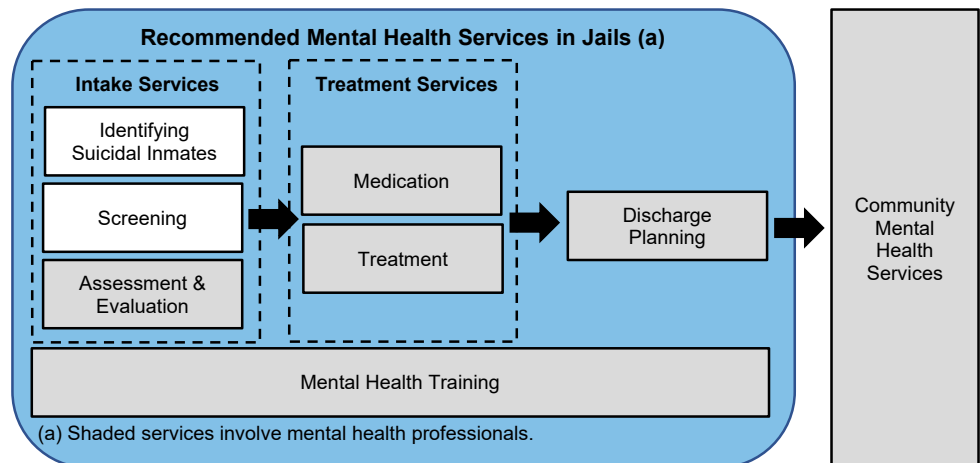 Recommended Mental Health Services in Jails (a)
Intake Services
Identifying
Suicidal Inmates
Screening
Assessment &
Evaluation
Treatment Services
Medication
Treatment
Discharge
Planning
Community
Mental
Health
Services
Mental Health Training
(a) Shaded services involve mental health professionals.